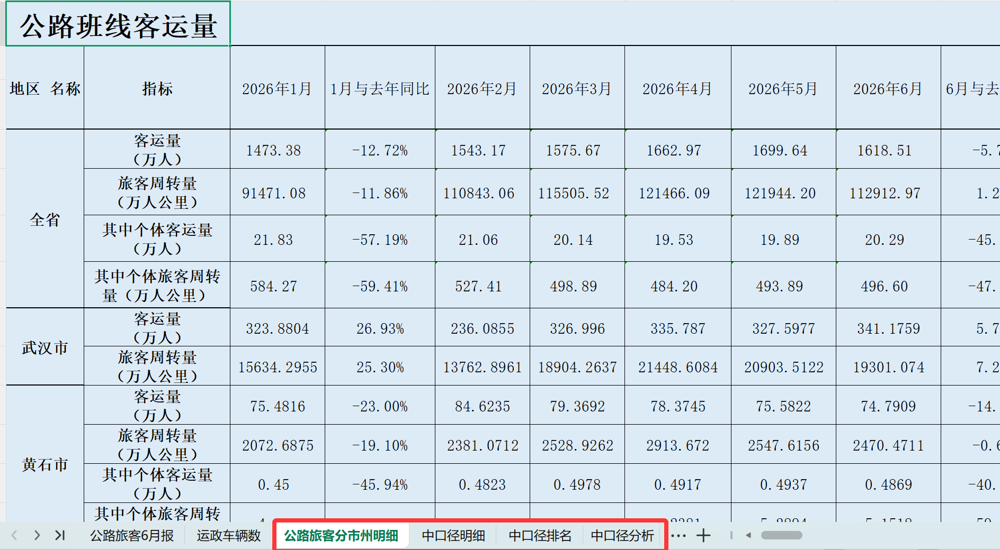 公路班线客运量
地区 名称 指标 2026年1月 1月与去年同比 2026年2月 2026年3月 2026年4月 2026年5月 2026年6月 6月与去
全省
客运量
（万人） 1473.38 -12.72% 1543.17 1575.67 1662.97 1699.64 1618.51 -5.7
旅客周转量
（万人公里） 91471.08 -11.86% 110843.06 115505.52 121466.09 121944.20 112912.97 1.2
其中个体客运量
（万人） 21.83 -57.19% 21.06 20.14 19.53 19.89 20.29 -45.
其中个体旅客周转
量（万人公里） 584.27 -59.41% 527.41 498.89 484.20 493.89 496.60 -47.
武汉市
客运量
（万人） 323.8804 26.93% 236.0855 326.996 335.787 327.5977 341.1759 5.7
旅客周转量
（万人公里） 15634.2955 25.30% 13762.8961 18904.2637 21448.6084 20903.5122 19301.074 7.2
黄石市
客运量
（万人） 75.4816 -23.00% 84.6235 79.3692 78.3745 75.5822 74.7909 -14.
旅客周转量
（万人公里） 2072.6875 -19.10% 2381.0712 2528.9262 2913.672 2547.6156 2470.4711 -0.6
其中个体客运量
（万人） 0.45 -45.94% 0.4823 0.4978 0.4917 0.4937 0.4869 -40.
其中个体旅客周转
公路旅客6月报 运政车辆数 公路旅客分市州明细 中口径明细 中口径排名 中口径分析 ···